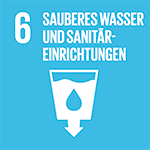 6 SAUBERES WASSER
UND SANITÄR-
EINRICHTUNGEN